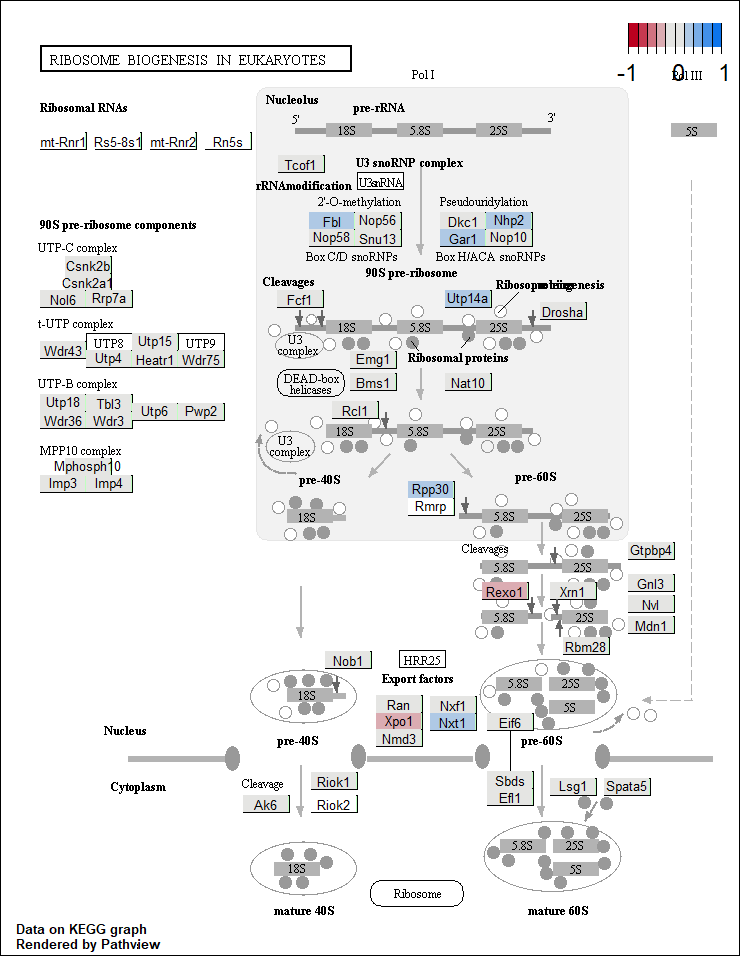 RIBOSOME BIOGENESIS IN EUKARYOTES
-1 0 1
Pol I
Pol III
Ribosomal RNAs
mt-Rnr1 Rs5-8s1 mt-Rnr2 Rn5s
Nucleolus
pre-rRNA
5' 3'
18S 5.8S 25S
5S
Tcof1
U3 snoRNP complex
rRNAmodification
U3snRNA
2'-O-methylation
Pseudouridylation
Fbl Nop56
Nop58 Snu13
Dkc1 Nhp2
Gar1 Nop10
Box C/D snoRNPs
Box H/ACA snoRNPs
90S pre-ribosome components
UTP-C complex
Csnk2b
Csnk2a1
Nol6 Rrp7a
t-UTP complex
Wdr43 UTP8 Utp15 UTP9
Utp4 Heatr1 Wdr75
UTP-B complex
Utp18 Tbl3 Utp6 Pwp2
Wdr36 Wdr3
MPP10 complex
Mphosph10
Imp3 Imp4
90S pre-ribosome
Cleavages
Fcf1
Utp14a
Drosha
18S 5.8S 25S
U3
complex
Ribosomal proteins
Emg1
DEAD-box
helicases
Bms1
Nat10
Rcl1
18S 5.8S 25S
U3
complex
pre-40S
pre-60S
Rpp30
Rmrp
18S
5.8S 25S
Cleavages
Gtpbp4
5.8S 25S
Rexo1 Xrn1
Gnl3
Nvl
Mdn1
5.8S 25S
Rbm28
Nob1
HRR25
Export factors
18S
5.8S 25S
5S
Ran Nxf1
Xpo1 Nxt1
Nmd3
Eif6
Nucleus
pre-40S
pre-60S
Cytoplasm
Cleavage
Ak6
Riok1
Riok2
Sbds
Efl1
Lsg1 Spata5
18S
5.8S 25S
5S
Ribosome
mature 40S
mature 60S
Data on KEGG graph
Rendered by Pathview